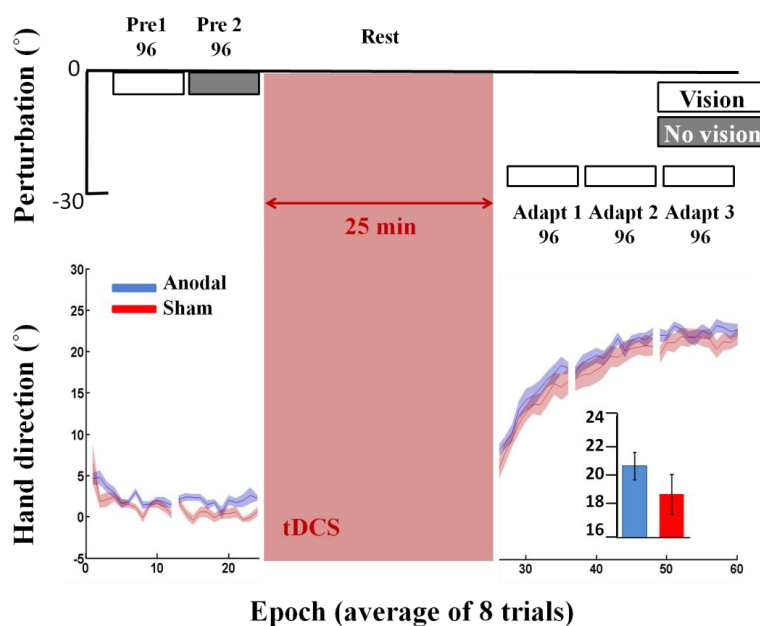 Pre1 Pre 2 Rest
96 96
Perturbation (°)
0
-30
Vision
No vision
25 min
Adapt 1 Adapt 2 Adapt 3
96 96 96
Hand direction (°)
30
25
20
15
10
5
0
-5
Anodal
Sham
tDCS
24
22
20
18
16
0 10 20 30 40 50 60
Epoch (average of 8 trials)